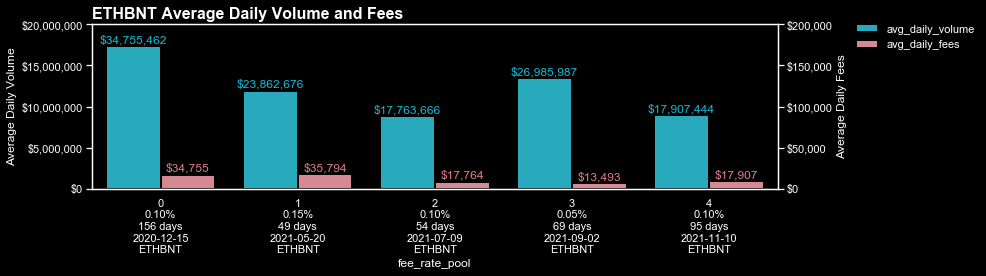 ETHBNT Average Daily Volume and Fees
$20,000,000
$15,000,000
$10,000,000
$5,000,000
$0
Average Daily Volume
$34,755,462
$23,862,676
$17,763,666
$26,985,987
$17,907,444
$34,755
$35,794
$17,764
$13,493
$17,907
$200,000
$150,000
$100,000
$50,000
$0
Average Daily Fees
avg_daily_volume
avg_daily_fees
0
0.10%
156 days
2020-12-15
ETHBNT
1
0.15%
49 days
2021-05-20
ETHBNT
2
0.10%
54 days
2021-07-09
ETHBNT
3
0.05%
69 days
2021-09-02
ETHBNT
4
0.10%
95 days
2021-11-10
ETHBNT
fee_rate_pool